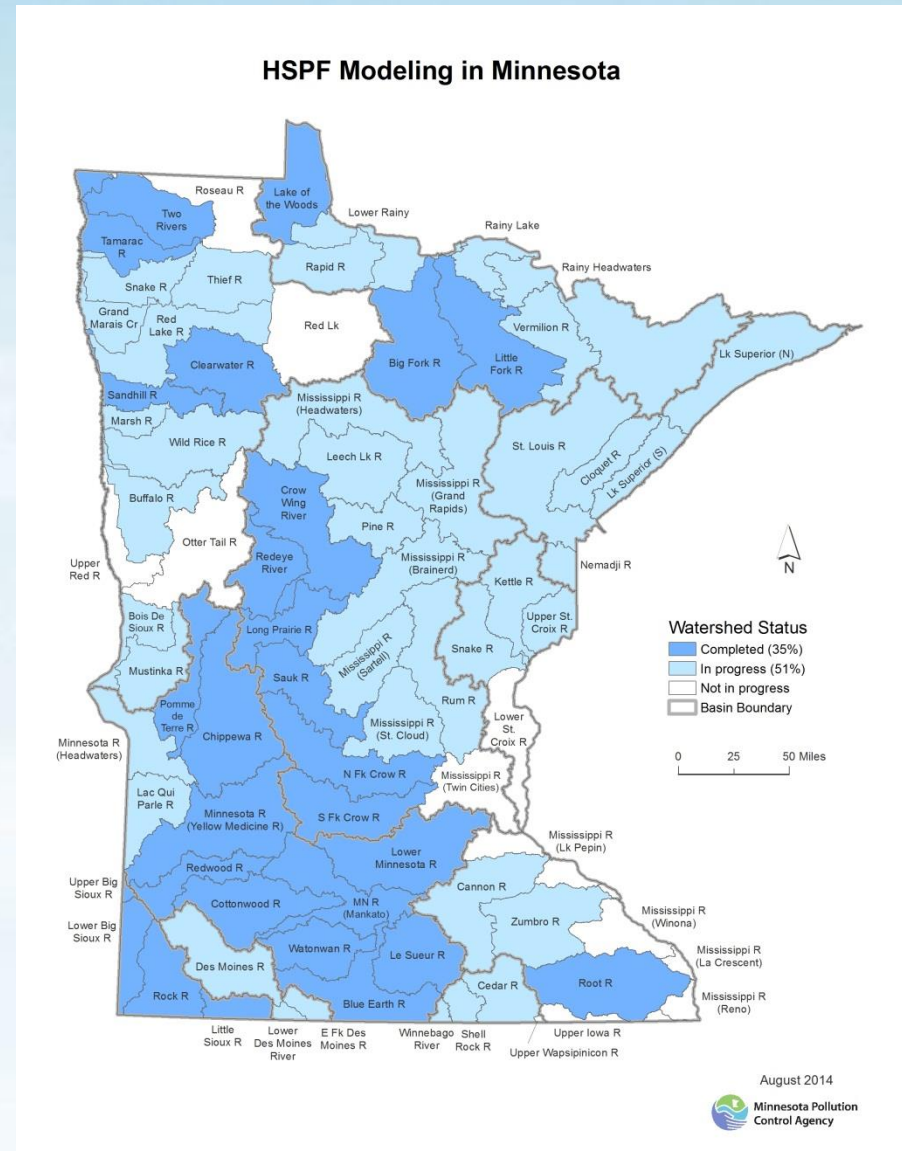 HSPF Modeling in Minnesota
Roseau R
Lake of
the Woods
Two
Rivers
Lower Rainy
Tamarac
R
Rainy Lake
Rapid R
Rainy Headwaters
Snake R
Thief R
Grand
Marais Cr
Red
Lake R
Red Lk
Vermilion R
Clearwater R
Big Fork R
Little
Fork R
Lk Superior (N)
Sandhill R
Mississippi R
(Headwaters)
Marsh R
Wild Rice R
St. Louis R
Leech Lk R
Cloquet R
Lk Superior (S)
Buffalo R
Crow
Wing
River
Mississippi R
(Grand
Rapids)
Pine R
Otter Tail R
Upper
Red R
Redeye
River
Mississippi R
(Brainerd)
Nemadji R
N
Kettle R
Bois De
Sioux R
Long Prairie R
Upper St.
Croix R
Mississippi R
(Sartell)
Snake R
Mustinka R
Sauk R
Watershed Status
Completed (35%)
In progress (51%)
Not in progress
Basin Boundary
Pomme
de
Terre R
Chippewa R
Rum R
Mississippi R
(St. Cloud)
Lower
St.
Croix R
Minnesota R
(Headwaters)
0 25 50 Miles
N Fk Crow R
Mississippi R
(Twin Cities)
Lac Qui
Parle R
Minnesota R
(Yellow Medicine R)
S Fk Crow R
Mississippi R
(Lk Pepin)
Lower
Minnesota R
Redwood R
Upper Big
Sioux R
Cannon R
Cottonwood R
MN R
(Mankato)
Zumbro R
Mississippi R
(Winona)
Lower Big
Sioux R
Watonwan R
Le Sueur R
Mississippi R
(La Crescent)
Des Moines R
Cedar R
Root R
Rock R
Blue Earth R
Mississippi R
(Reno)
Little
Sioux R
Lower
Des Moines
River
E Fk Des
Moines R
Winnebago
River
Shell
Rock R
Upper Iowa R
Upper Wapsipinicon R
August 2014
Minnesota Pollution
Control Agency